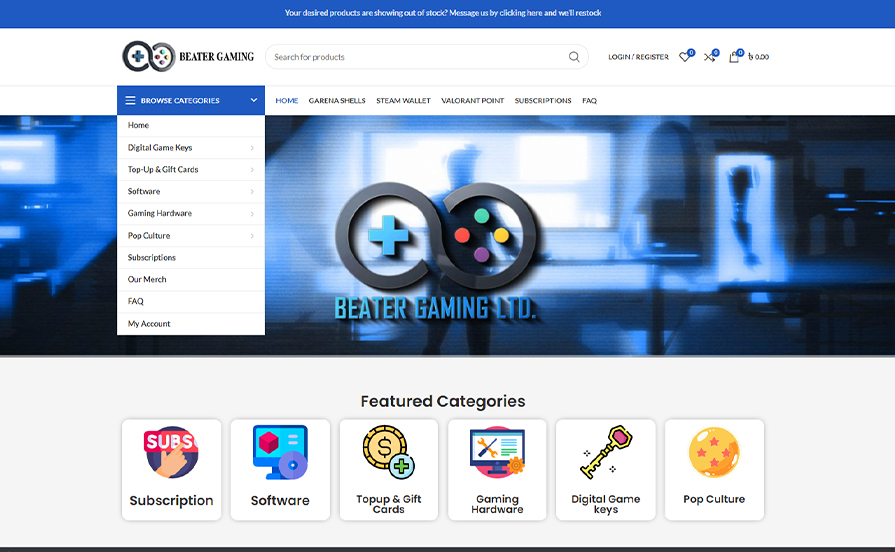 Your desired products are showing out of stock? Message us by clicking here and we'll restock
BEATER GAMING
Search for products
LOGIN / REGISTER
0
0
0
৳ 0.00
BROWSE CATEGORIES
HOME
GARENA SHELLS
STEAM WALLET
VALORANT POINT
SUBSCRIPTIONS
FAQ
Home
Digital Game Keys
Top-Up & Gift Cards
Software
Gaming Hardware
Pop Culture
Subscriptions
Our Merch
FAQ
My Account
BEATER GAMING LTD.
Featured Categories
SUBS
Subscription
Software
$
Topup & Gift
Cards
Gaming
Hardware
Digital Game
keys
Pop Culture